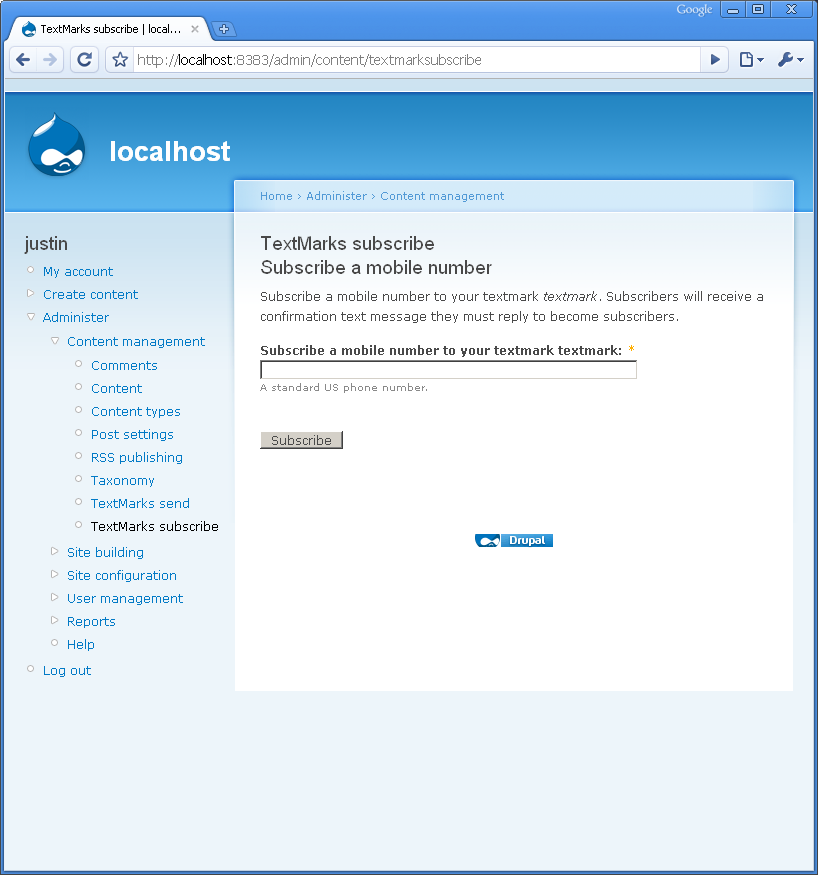 Google
TextMarks subscribe | local...
http://localhost:8383/admin/content/textmarksubscribe
localhost
Home › Administer › Content management
justin
My account
Create content
Administer
Content management
Comments
Content
Content types
Post settings
RSS publishing
Taxonomy
TextMarks send
TextMarks subscribe
Site building
Site configuration
User management
Reports
Help
Log out
TextMarks subscribe
Subscribe a mobile number
Subscribe a mobile number to your textmark textmark. Subscribers will receive a
confirmation text message they must reply to become subscribers.
Subscribe a mobile number to your textmark textmark: *
A standard US phone number.
Subscribe
Drupal